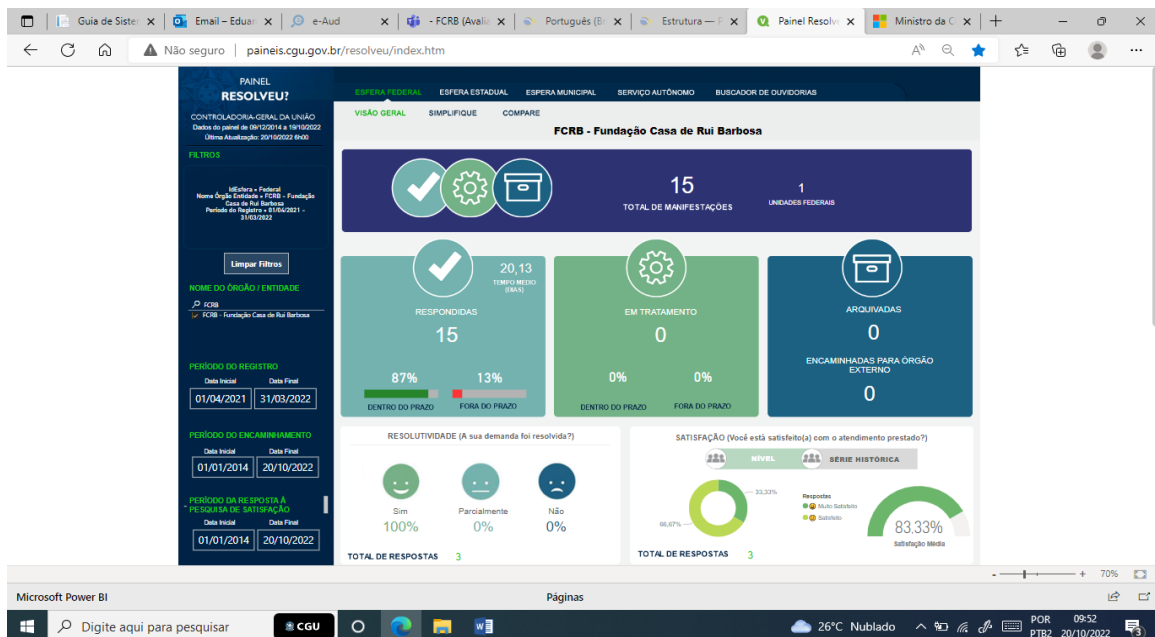 Guia de Siste
Email – Eduar
e-Aud
- FCRB (Avalia
Português (Br
Estrutura — F
Painel Resolve
Ministro da C
Não seguro | paineis.cgu.gov.br/resolveu/index.htm
PAINEL
RESOLVEU?
CONTROLADORIA-GERAL DA UNIÃO
Dados do painel de 09/12/2014 a 19/10/2022
Última Atualização: 20/10/2022 6h00
FILTROS
IdEsfera = Federal
Nome Órgão Entidade = FCRB - Fundação
Casa de Rui Barbosa
Período do Registro = 01/04/2021 -
31/03/2022
Limpar Filtros
NOME DO ÓRGÃO / ENTIDADE
FCRB
FCRB - Fundação Casa de Rui Barbosa
PERÍODO DO REGISTRO
Data Inicial Data Final
01/04/2021 31/03/2022
PERÍODO DO ENCAMINHAMENTO
Data Inicial Data Final
01/01/2014 20/10/2022
PERÍODO DA RESPOSTA À
PESQUISA DE SATISFAÇÃO
Data Inicial Data Final
01/01/2014 20/10/2022
ESFERA FEDERAL ESFERA ESTADUAL ESPERA MUNICIPAL SERVIÇO AUTÔNOMO BUSCADOR DE OUVIDORIAS
VISÃO GERAL SIMPLIFIQUE COMPARE
FCRB - Fundação Casa de Rui Barbosa
15
TOTAL DE MANIFESTAÇÕES
1
UNIDADES FEDERAIS
20,13
TEMPO MEDIO
(DIAS)
RESPONDIDAS
15
87% 13%
DENTRO DO PRAZO FORA DO PRAZO
EM TRATAMENTO
0
0% 0%
DENTRO DO PRAZO FORA DO PRAZO
ARQUIVADAS
0
ENCAMINHADAS PARA ÓRGÃO
EXTERNO
0
RESOLUTIVIDADE (A sua demanda foi resolvida?)
Sim Parcialmente Não
100% 0% 0%
TOTAL DE RESPOSTAS 3
SATISFAÇÃO (Você está satisfeito(a) com o atendimento prestado?)
NÍVEL SÉRIE HISTÓRICA
33,33%
66,67%
Respostas
Muito Satisfeito
Satisfeito
83,33%
Satisfação Média
TOTAL DE RESPOSTAS 3
- + 70%
Microsoft Power BI
Páginas
Digite aqui para pesquisar
CGU
26°C Nublado
POR
PTB2
09:52
20/10/2022
3